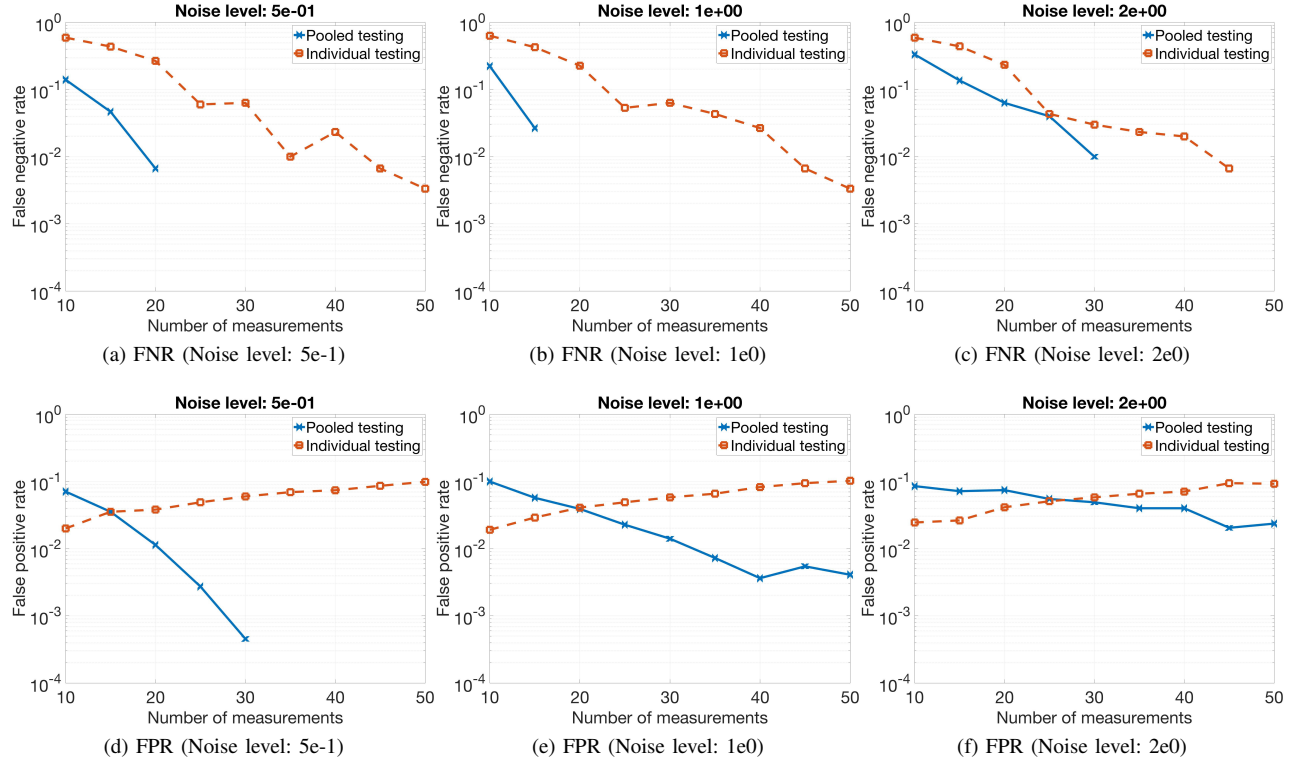 Noise level: 5e-01
Pooled testing
Individual testing
False negative rate
10^0
10^-1
10^-2
10^-3
10^-4
10 20 30 40 50
Number of measurements
(a) FNR (Noise level: 5e-1)
Noise level: 1e+00
Pooled testing
Individual testing
False negative rate
10^0
10^-1
10^-2
10^-3
10^-4
10 20 30 40 50
Number of measurements
(b) FNR (Noise level: 1e0)
Noise level: 2e+00
Pooled testing
Individual testing
False negative rate
10^0
10^-1
10^-2
10^-3
10^-4
10 20 30 40 50
Number of measurements
(c) FNR (Noise level: 2e0)
Noise level: 5e-01
Pooled testing
Individual testing
False positive rate
10^0
10^-1
10^-2
10^-3
10^-4
10 20 30 40 50
Number of measurements
(d) FPR (Noise level: 5e-1)
Noise level: 1e+00
Pooled testing
Individual testing
False positive rate
10^0
10^-1
10^-2
10^-3
10^-4
10 20 30 40 50
Number of measurements
(e) FPR (Noise level: 1e0)
Noise level: 2e+00
Pooled testing
Individual testing
False positive rate
10^0
10^-1
10^-2
10^-3
10^-4
10 20 30 40 50
Number of measurements
(f) FPR (Noise level: 2e0)